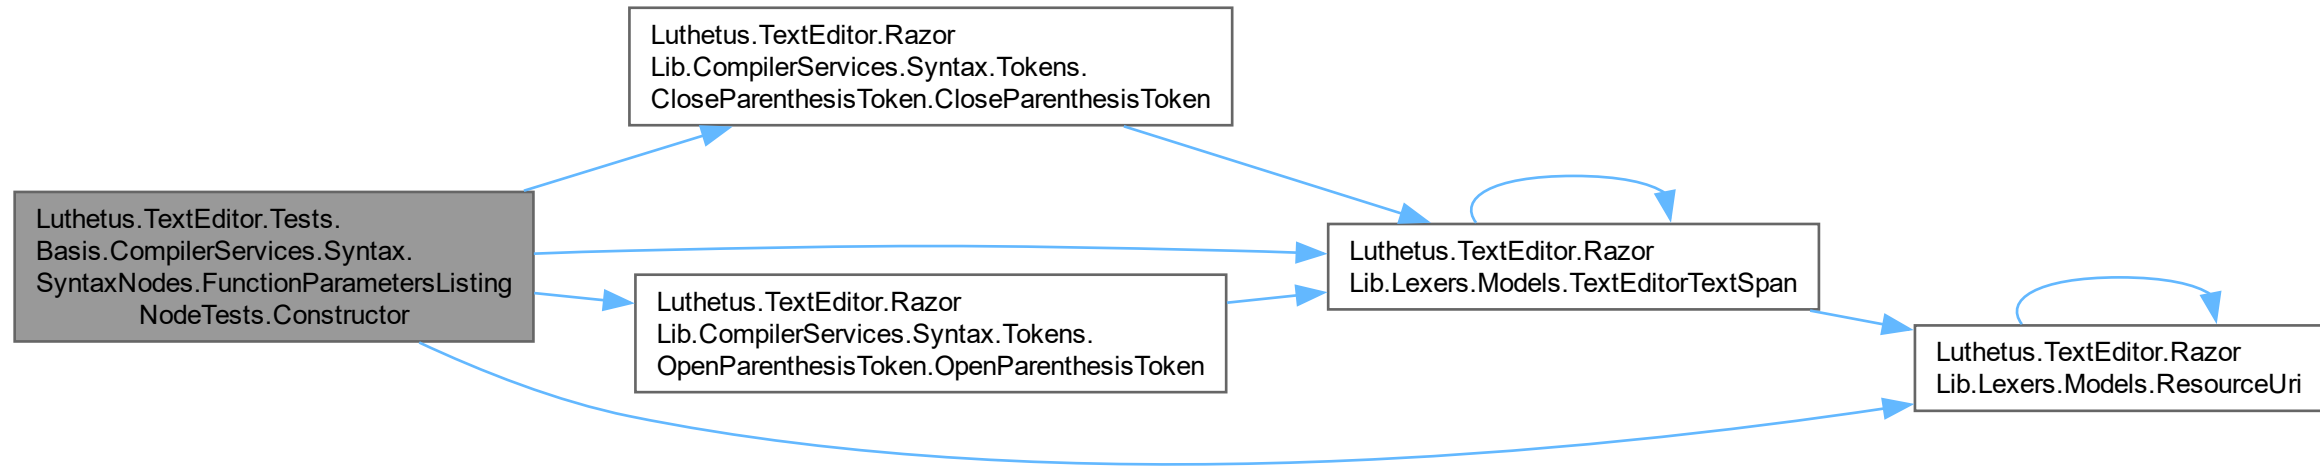 Luthetus.TextEditor.Tests.
Basis.CompilerServices.Syntax.
SyntaxNodes.FunctionParametersListing
NodeTests.Constructor
Luthetus.TextEditor.Razor
Lib.CompilerServices.Syntax.Tokens.
CloseParenthesisToken.CloseParenthesisToken
Luthetus.TextEditor.Razor
Lib.CompilerServices.Syntax.Tokens.
OpenParenthesisToken.OpenParenthesisToken
Luthetus.TextEditor.Razor
Lib.Lexers.Models.TextEditorTextSpan
Luthetus.TextEditor.Razor
Lib.Lexers.Models.ResourceUri